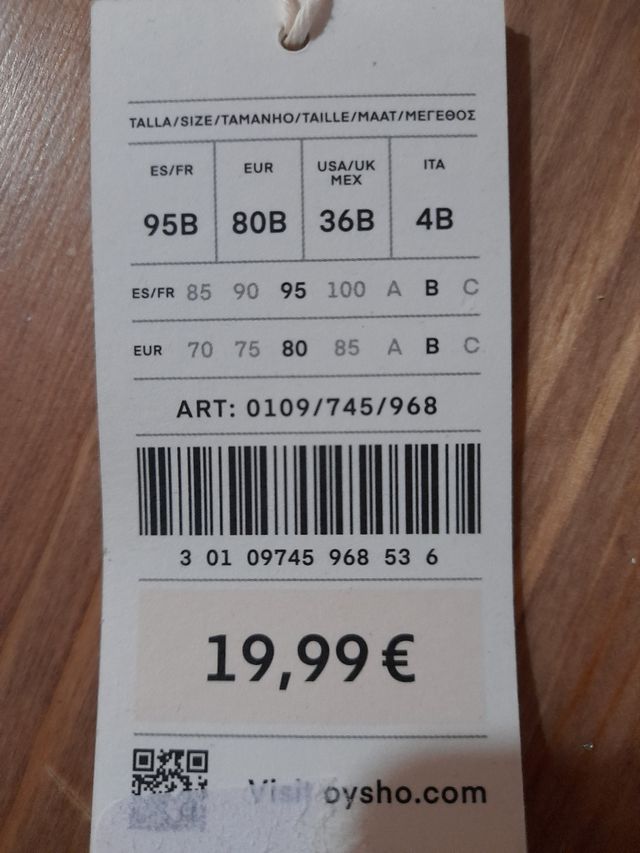 TALLA/SIZE/TAMANHO/TAILLE/MAAT/ΜΕΓΕΘΟΣ
ES/FR EUR USA/UK MEX ITA
95B 80B 36B 4B
ES/FR 85 90 95 100 A B C
EUR 70 75 80 85 A B C
ART: 0109/745/968
3 01 09745 968 53 6
19,99 €
Visit oysho.com